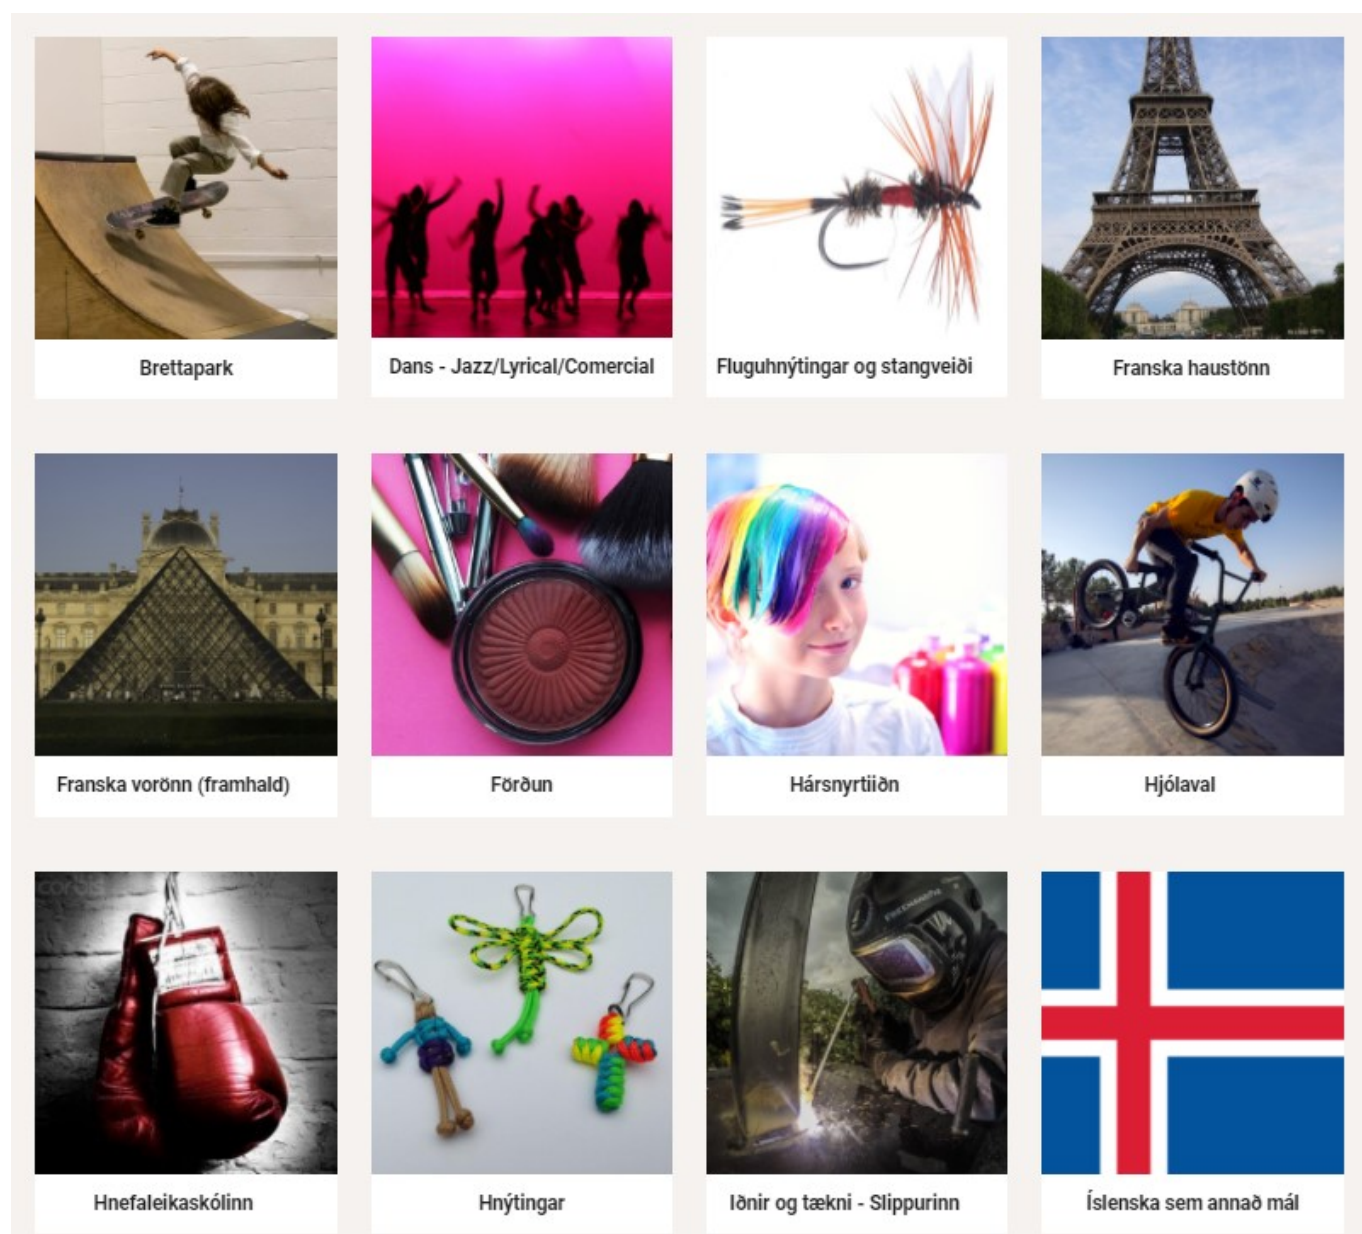 Brettapark
Dans - Jazz/Lyrical/Comercial
Fluguhnýtingar og stangveiði
Franska haustönn
Franska vorönn (framhald)
Förðun
Hársnyrtiiðn
Hjólaval
Hnefaleikaskólinn
Hnýtingar
Iðnir og tækni - Slippurinn
Íslenska sem annað mál